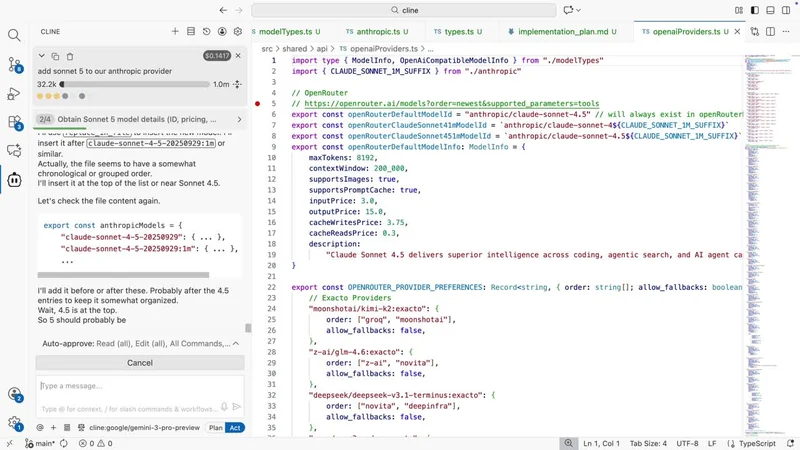 cline
CLINE
modelTypes.ts U
anthropic.ts U
types.ts U
implementation_plan.md U
openaiProviders.ts U
src > shared > api > openaiProviders.ts > ...
$0.1417
add sonnet 5 to our anthropic provider
32.2k 1.0m
2/4 Obtain Sonnet 5 model details (ID, pricing, ...
insert it after claude-sonnet-4-5-20250929:1m or
similar.
Actually, the file seems to have a somewhat
chronological or grouped order.
I'll insert it at the top of the list or near Sonnet 4.5.
Let's check the file content again.
export const anthropicModels = {
"claude-sonnet-4-5-20250929": { ... },
"claude-sonnet-4-5-20250929:1m": { ... },
...
I'll add it before or after these. Probably after the 4.5
entries to keep it somewhat organized.
Wait, 4.5 is at the top.
So 5 should probably be
Auto-approve: Read (all), Edit (all), All Commands,...
Cancel
Type a message...
Type @ for context, / for slash commands & workflows...
cline:google/gemini-3-pro-preview Plan Act
1 import type { ModelInfo, OpenAiCompatibleModelInfo } from "./modelTypes"
2 import { CLAUDE_SONNET_1M_SUFFIX } from "./anthropic"
3
4 // OpenRouter
5 // https://openrouter.ai/models?order=newest&supported_parameters=tools
6 export const openRouterDefaultModelId = "anthropic/claude-sonnet-4.5" // will always exist in openRouter
7 export const openRouterClaudeSonnet41mModelId = `anthropic/claude-sonnet-4${CLAUDE_SONNET_1M_SUFFIX}`
8 export const openRouterClaudeSonnet451mModelId = `anthropic/claude-sonnet-4.5${CLAUDE_SONNET_1M_SUFFIX}`
9 export const openRouterDefaultModelInfo: ModelInfo = {
10 maxTokens: 8192,
11 contextWindow: 200_000,
12 supportsImages: true,
13 supportsPromptCache: true,
14 inputPrice: 3.0,
15 outputPrice: 15.0,
16 cacheWritesPrice: 3.75,
17 cacheReadsPrice: 0.3,
18 description:
19 "Claude Sonnet 4.5 delivers superior intelligence across coding, agentic search, and AI agent ca
20 }
21
22 export const OPENROUTER_PROVIDER_PREFERENCES: Record<string, { order: string[]; allow_fallbacks: boolean
23 // Exacto Providers
24 "moonshotai/kimi-k2:exacto": {
25 order: ["groq", "moonshotai"],
26 allow_fallbacks: false,
27 },
28 "z-ai/glm-4.6:exacto": {
29 order: ["z-ai", "novita"],
30 allow_fallbacks: false,
31 },
32 "deepseek/deepseek-v3.1-terminus:exacto": {
33 order: ["novita", "deepinfra"],
34 allow_fallbacks: false,
35 },
main* 0 0
Ln 1, Col 1 Tab Size: 4 UTF-8 LF TypeScript